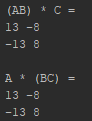 (AB) * C =
13 -8
-13 8
A * (BC) =
13 -8
-13 8